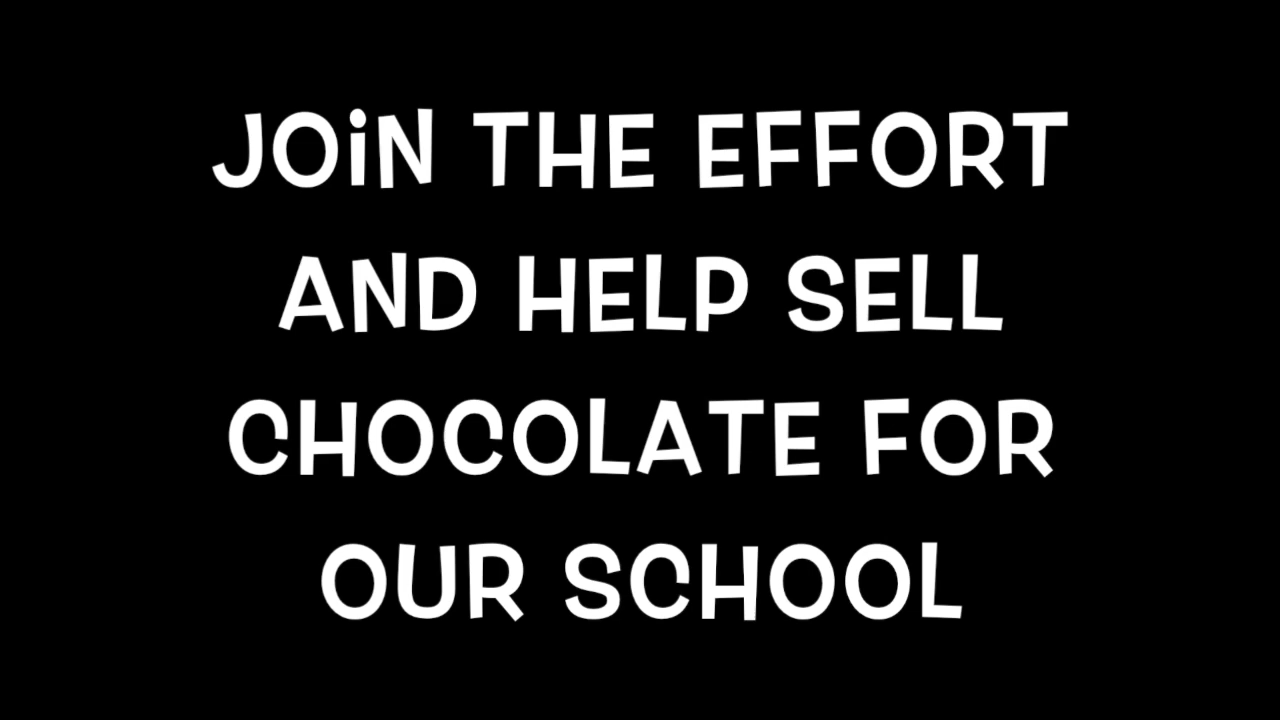 JOiN THE EFFORT
AND HELP SELL
CHOCOLATE FOR
OUR SCHOOL